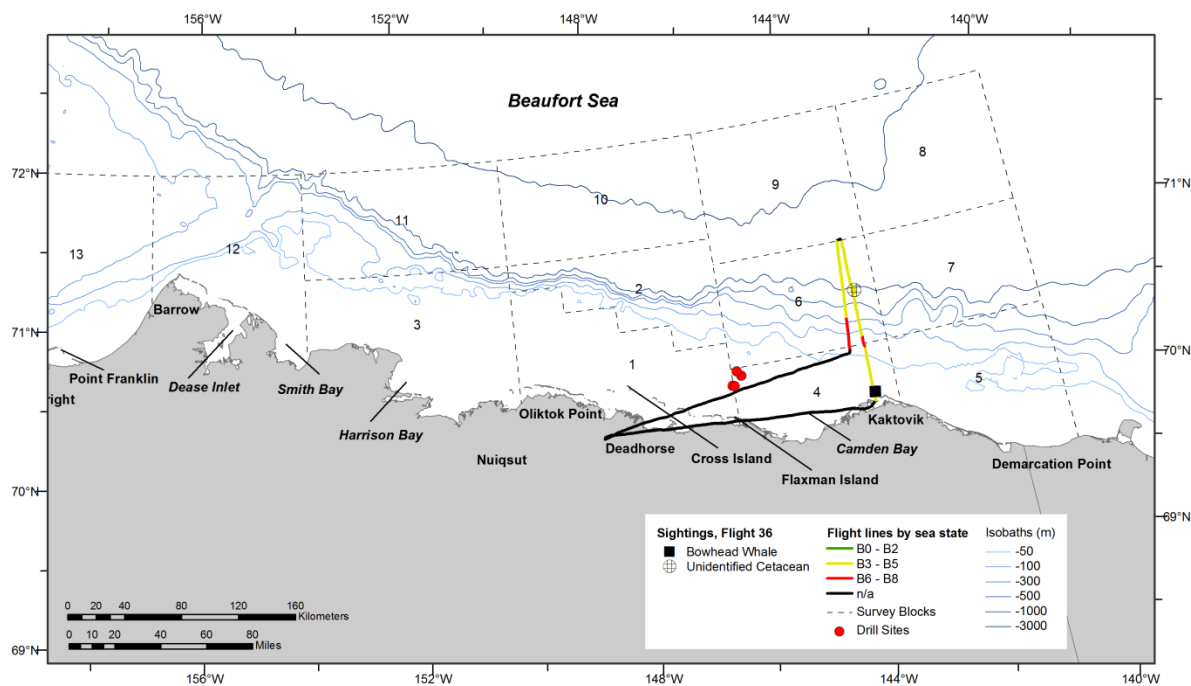 156°W
152°W
148°W
144°W
140°W
Beaufort Sea
72°N
71°N
8
9
10
11
12
13
7
6
2
3
1
4
5
Barrow
71°N
70°N
Point Franklin
right
Dease Inlet
Smith Bay
Harrison Bay
Oliktok Point
Nuiqsut
Deadhorse
Cross Island
Flaxman Island
Camden Bay
Kaktovik
Demarcation Point
70°N
69°N
Sightings, Flight 36
Bowhead Whale
Unidentified Cetacean
Flight lines by sea state
B0 - B2
B3 - B5
B6 - B8
n/a
Survey Blocks
Drill Sites
Isobaths (m)
-50
-100
-300
-500
-1000
-3000
0 20 40 80 120 160
Kilometers
0 10 20 40 60 80
Miles
69°N
156°W
152°W
148°W
144°W
140°W